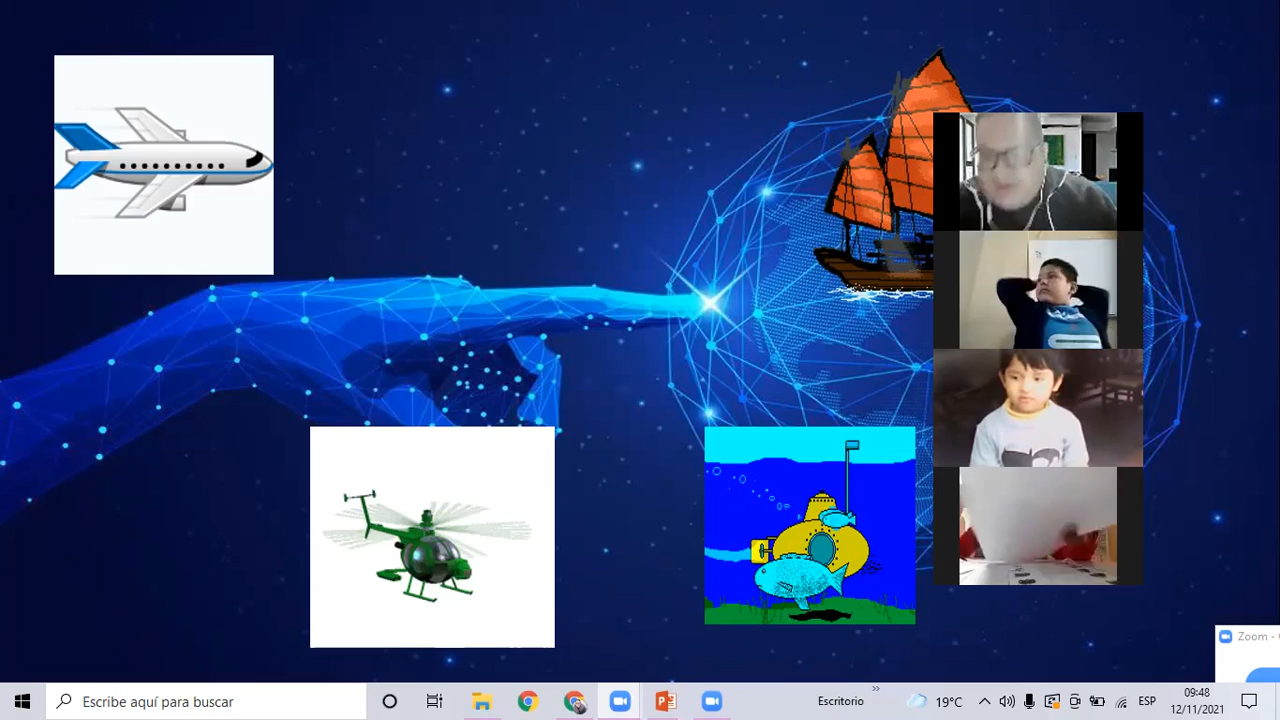 Zoom -
Escribe aquí para buscar
Escritorio
»
19°C
ESP
09:48
12/11/2021